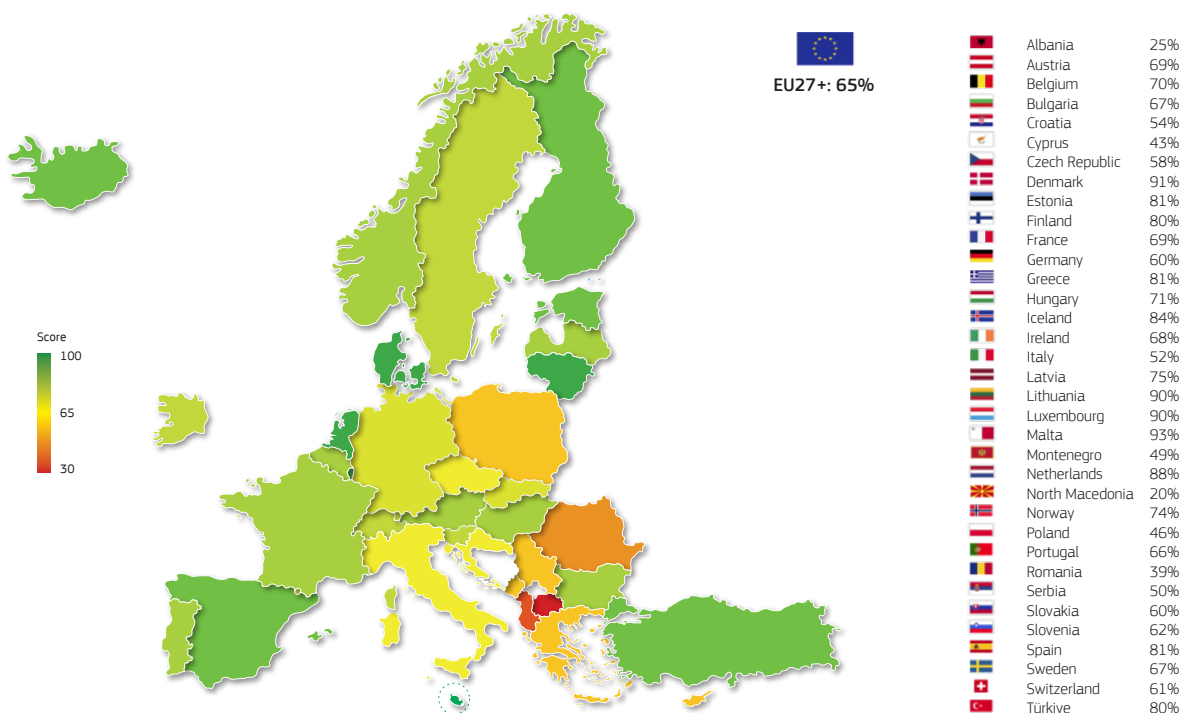 EU27+: 65%
Score
100
65
30
Albania 25%
Austria 69%
Belgium 70%
Bulgaria 67%
Croatia 54%
Cyprus 43%
Czech Republic 58%
Denmark 91%
Estonia 81%
Finland 80%
France 69%
Germany 60%
Greece 81%
Hungary 71%
Iceland 84%
Ireland 68%
Italy 52%
Latvia 75%
Lithuania 90%
Luxembourg 90%
Malta 93%
Montenegro 49%
Netherlands 88%
North Macedonia 20%
Norway 74%
Poland 46%
Portugal 66%
Romania 39%
Serbia 50%
Slovakia 60%
Slovenia 62%
Spain 81%
Sweden 67%
Switzerland 61%
Türkive 80%